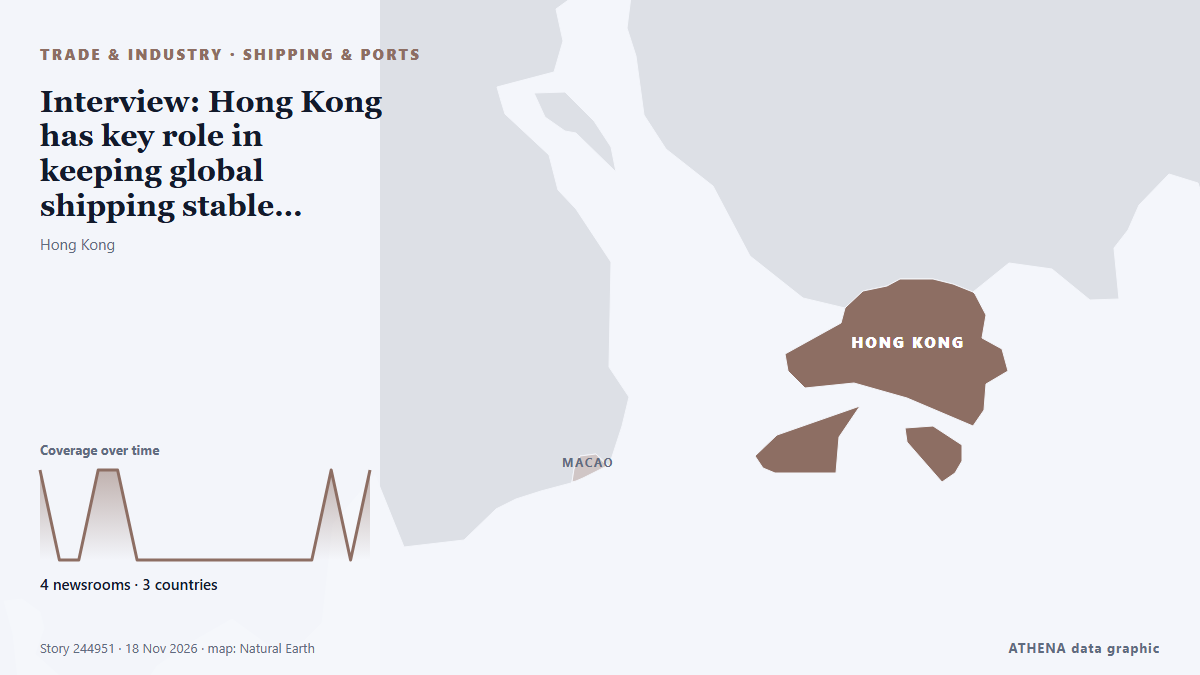 TRADE & INDUSTRY · SHIPPING & PORTS
Interview: Hong Kong
has key role in
keeping global
shipping stable...
Hong Kong
HONG KONG
MACAO
Coverage over time
4 newsrooms · 3 countries
Story 244951 · 18 Nov 2026 · map: Natural Earth
ATHENA data graphic